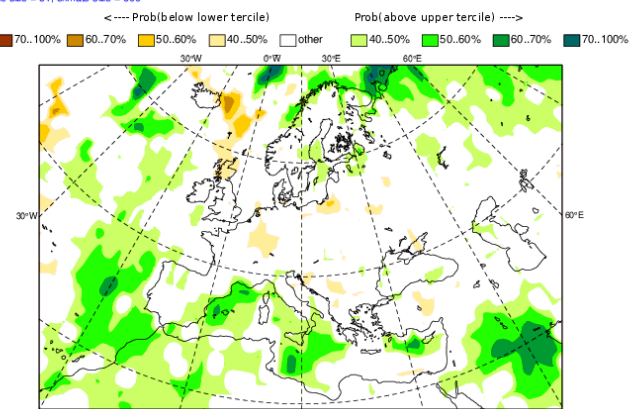 <---- Prob(below lower tercile)
Prob(above upper tercile) ---->
70..100% 60..70% 50..60% 40..50% other 40..50% 50..60% 60..70% 70..100%
30°W 0°W 30°E 60°E
30°W
60°E